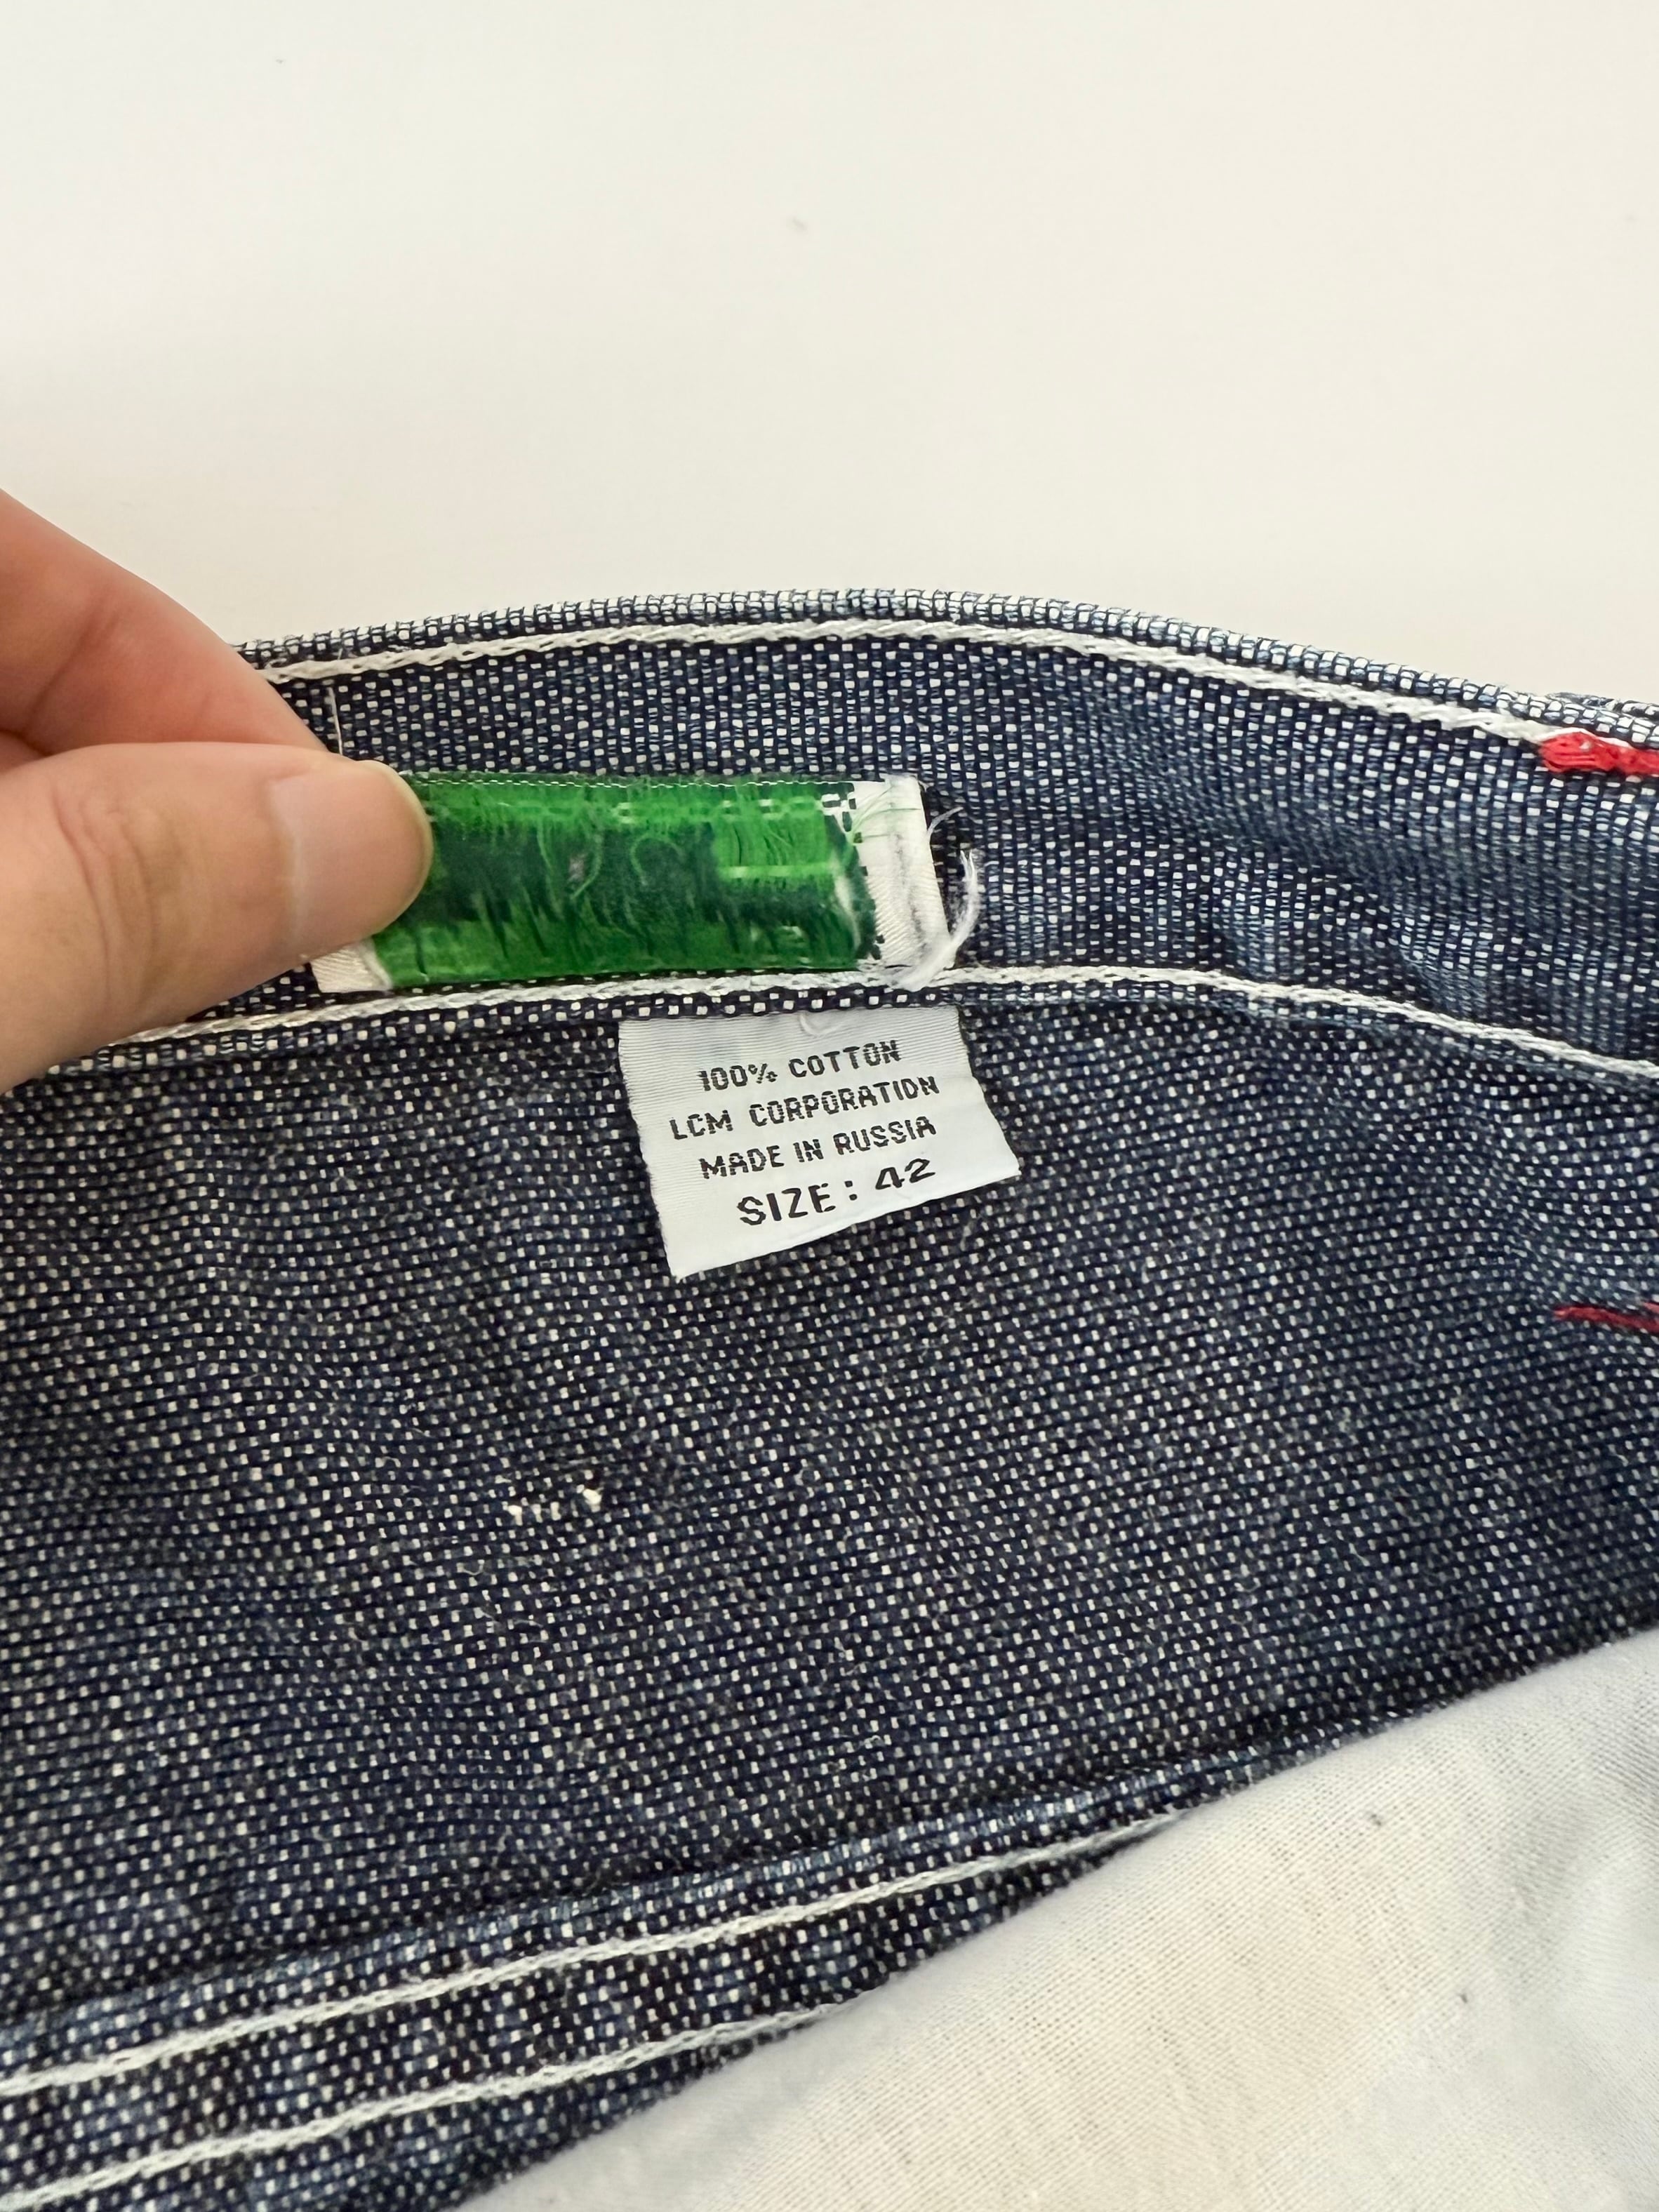 100% COTTON
LCM CORPORATION
MADE IN RUSSIA
SIZE: 42